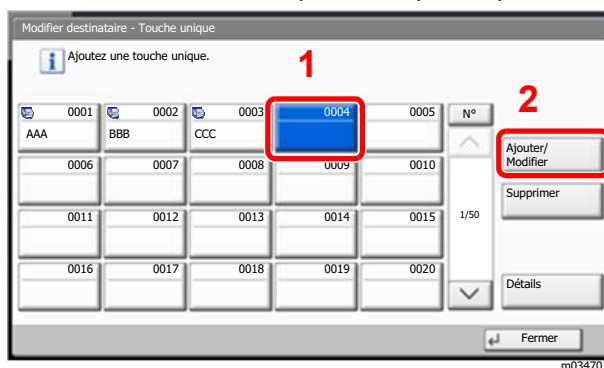 Modifier destinataire - Touche unique
Ajoutez une touche unique.
1
0001 0002 0003 0004 0005 N° 2
AAA BBB CCC
Ajouter/
Modifier
0006 0007 0008 0009 0010
Supprimer
0011 0012 0013 0014 0015 1/50
0016 0017 0018 0019 0020
Détails
Fermer
m03470